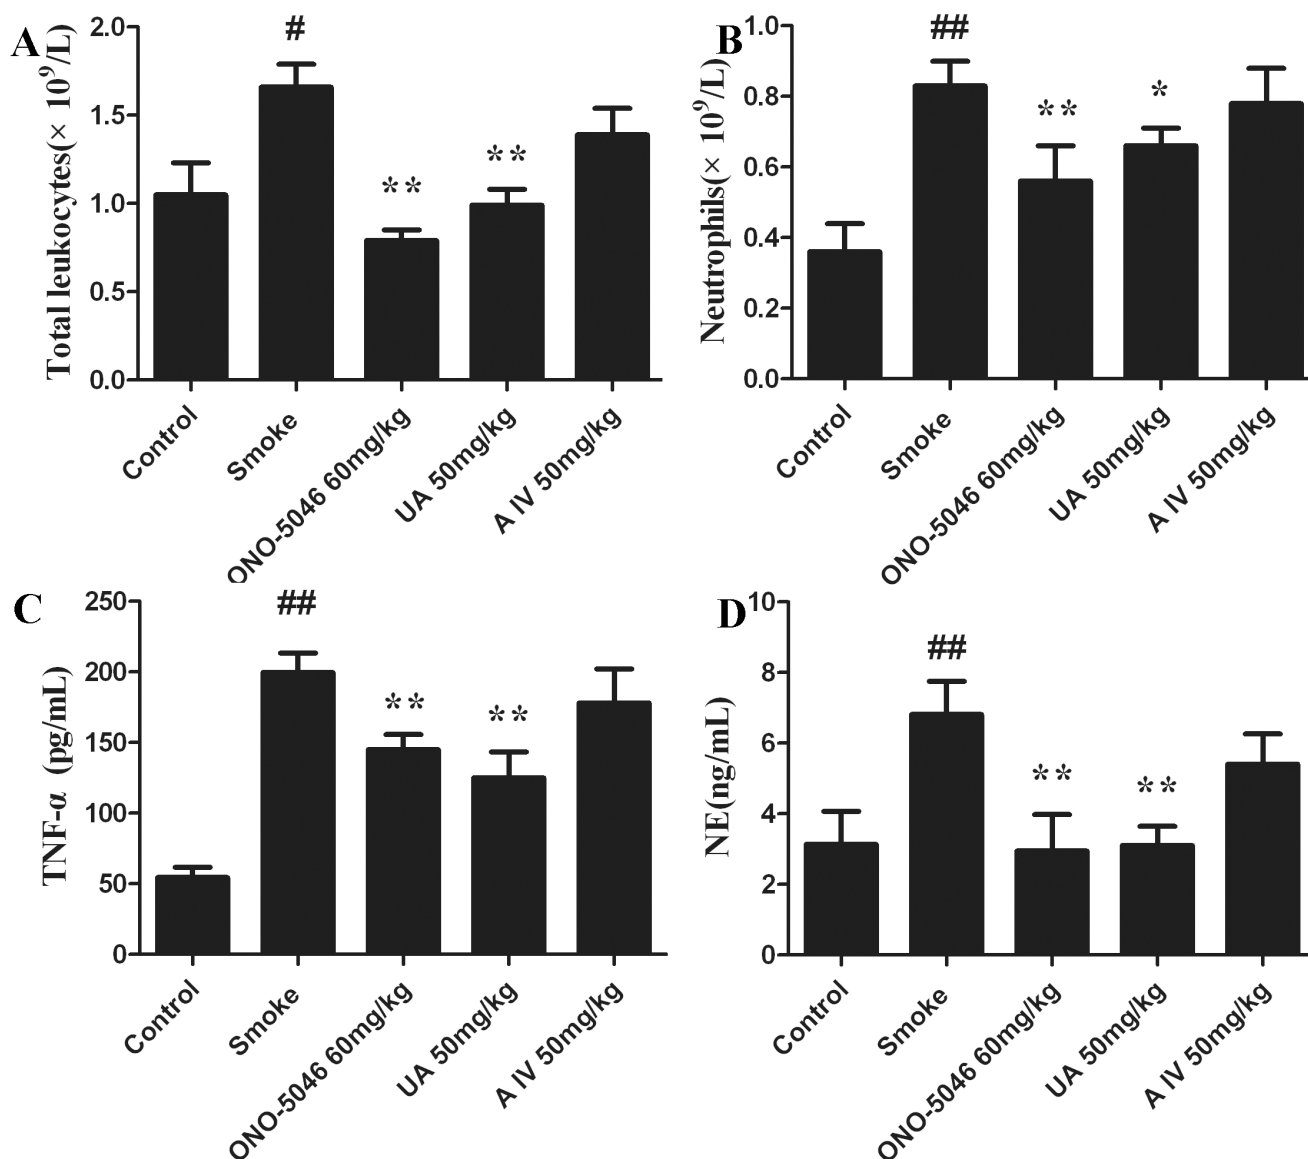 A
Total leukocytes(× 10⁹/L)
2.0
1.5
1.0
0.5
0.0
#
**
**
Control
Smoke
ONO-5046 60mg/kg
UA 50mg/kg
A IV 50mg/kg
B
Neutrophils(× 10⁹/L)
1.0
0.8
0.6
0.4
0.2
0.0
##
**
*
Control
Smoke
ONO-5046 60mg/kg
UA 50mg/kg
A IV 50mg/kg
C
TNF-α (pg/mL)
250
200
150
100
50
0
##
**
**
Control
Smoke
ONO-5046 60mg/kg
UA 50mg/kg
A IV 50mg/kg
D
NE(ng/mL)
10
8
6
4
2
0
##
**
**
Control
Smoke
ONO-5046 60mg/kg
UA 50mg/kg
A IV 50mg/kg